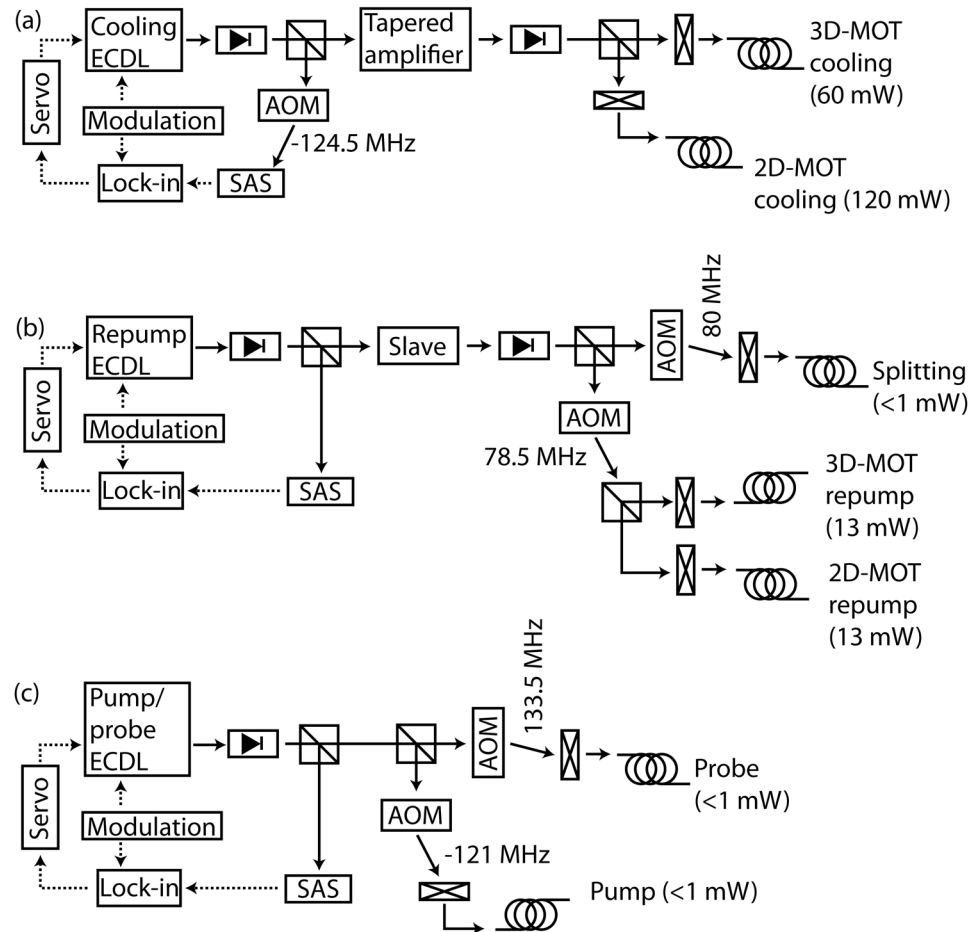 (a)
Cooling
ECDL
Servo
Modulation
Lock-in
AOM
-124.5 MHz
SAS
Tapered
amplifier
3D-MOT
cooling
(60 mW)
2D-MOT
cooling (120 mW)
(b)
Repump
ECDL
Servo
Modulation
Lock-in
SAS
Slave
AOM
80 MHz
Splitting
(<1 mW)
AOM
78.5 MHz
3D-MOT
repump
(13 mW)
2D-MOT
repump
(13 mW)
(c)
Pump/
probe
ECDL
Servo
Modulation
Lock-in
SAS
AOM
133.5 MHz
Probe
(<1 mW)
AOM
-121 MHz
Pump (<1 mW)